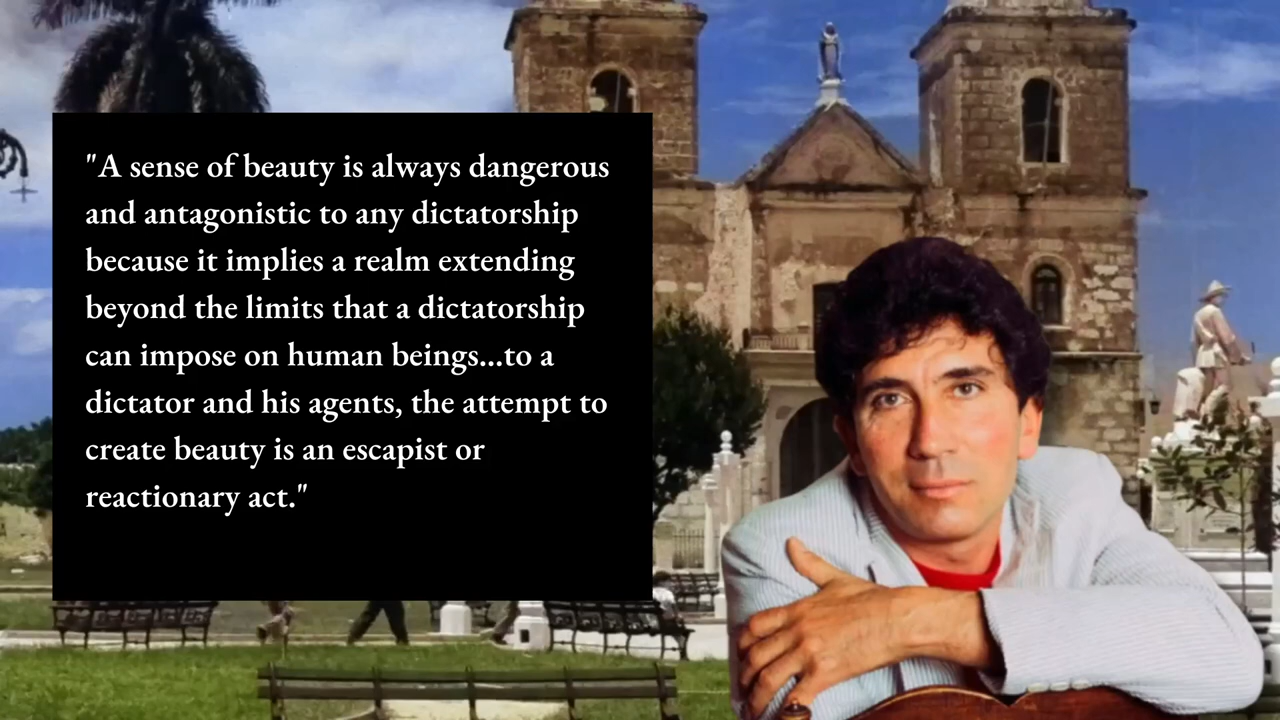 "A sense of beauty is always dangerous
and antagonistic to any dictatorship
because it implies a realm extending
beyond the limits that a dictatorship
can impose on human beings...to a
dictator and his agents, the attempt to
create beauty is an escapist or
reactionary act."